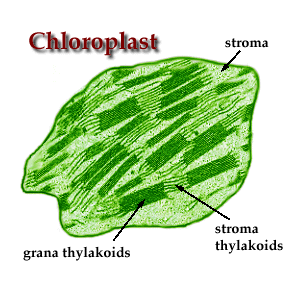 Chloroplast
stroma
grana thylakoids
stroma
thylakoids